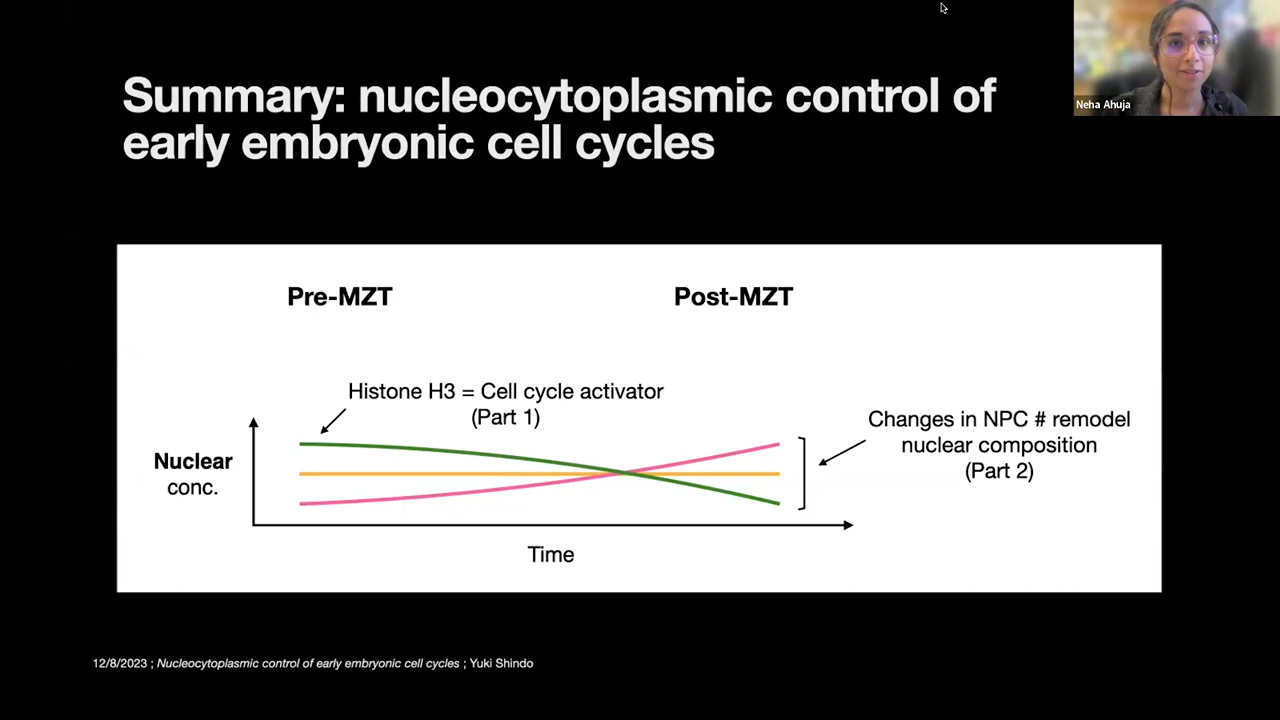 Summary: nucleocytoplasmic control of
early embryonic cell cycles
Neha Ahuja
Pre-MZT
Post-MZT
Histone H3 = Cell cycle activator
(Part 1)
Changes in NPC # remodel
nuclear composition
(Part 2)
Nuclear
conc.
Time
12/8/2023 ; Nucleocytoplasmic control of early embryonic cell cycles ; Yuki Shindo